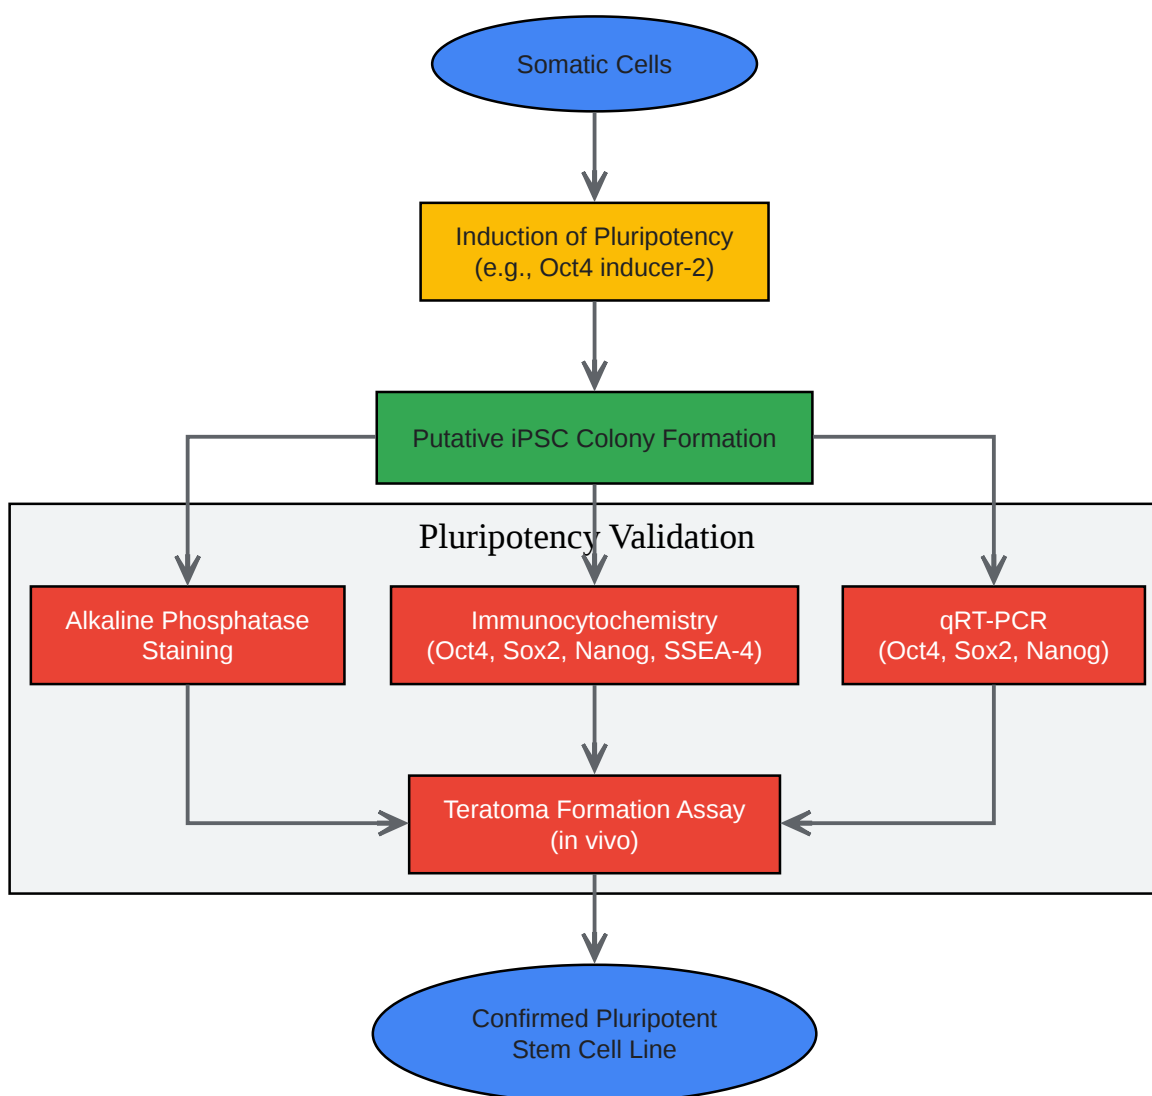 Somatic Cells
Induction of Pluripotency
(e.g., Oct4 inducer-2)
Putative iPSC Colony Formation
Pluripotency Validation
Alkaline Phosphatase
Staining
Immunocytochemistry
(Oct4, Sox2, Nanog, SSEA-4)
qRT-PCR
(Oct4, Sox2, Nanog)
Teratoma Formation Assay
(in vivo)
Confirmed Pluripotent
Stem Cell Line